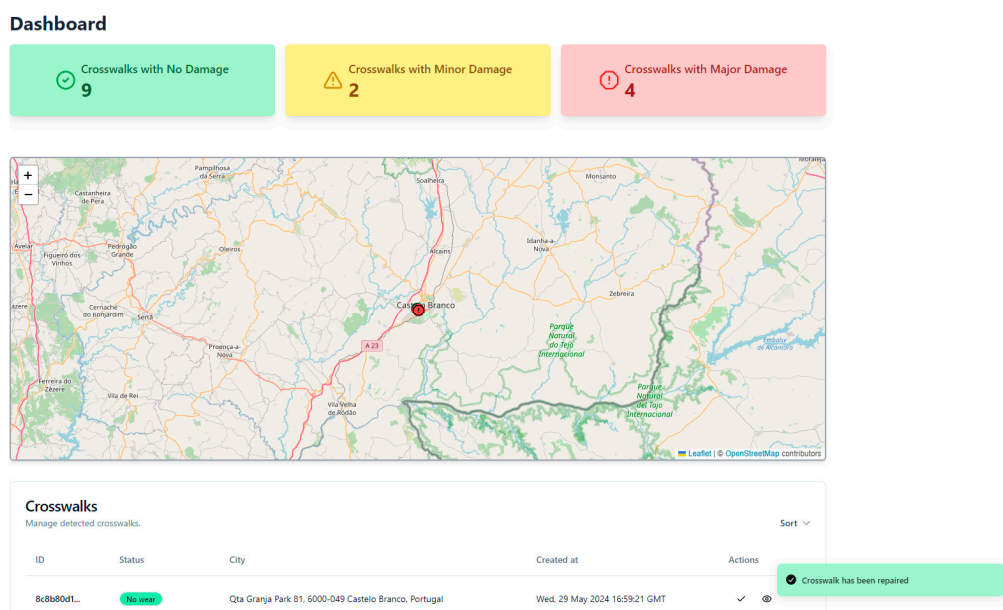 Dashboard
Crosswalks with No Damage
9
Crosswalks with Minor Damage
2
Crosswalks with Major Damage
4
+
−
Pampilhosa
da Serra
Soalheira
Monsanto
Moraleja
Castanheira
de Pera
Avelar
Pedrógão
Grande
Figueiró dos
Vinhos
Oleiros
Alcains
Idanha-a-
Nova
Zebreira
Castelo Branco
Cernache
do Bonjardim
Sertã
Proença-a-
Nova
A 23
Parque
Natural
do Tejo
Internacional
Embalse
de Alcántara
Ferreira do
Zêzere
Vila de Rei
Vila Velha
de Ródão
Parque
Natural
del Tajo
Internacional
Leaflet | © OpenStreetMap contributors
Crosswalks
Manage detected crosswalks.
Sort
ID Status City Created at Actions
8c8b80d1... No wear Qta Granja Park 81, 6000-049 Castelo Branco, Portugal Wed, 29 May 2024 16:59:21 GMT
Crosswalk has been repaired